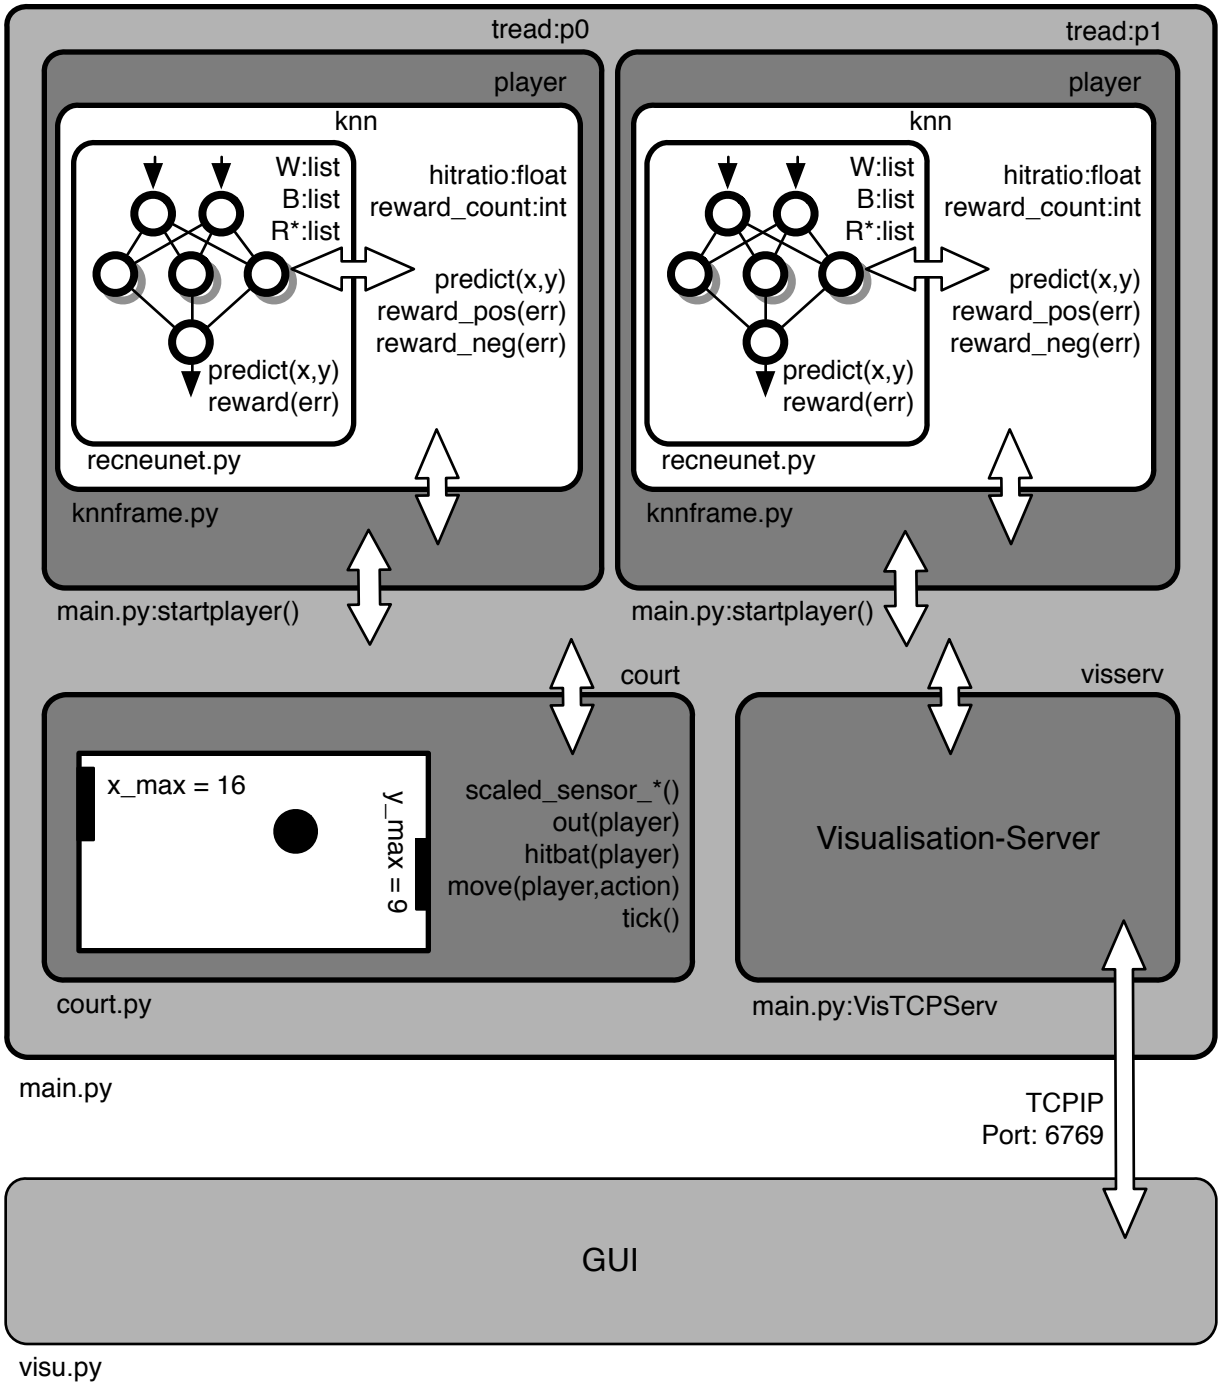 tread:p0
player
knn
W:list
B:list
R*:list
hitratio:float
reward_count:int
predict(x,y)
reward_pos(err)
reward_neg(err)
predict(x,y)
reward(err)
recneunet.py
knnframe.py
main.py:startplayer()
tread:p1
player
knn
W:list
B:list
R*:list
hitratio:float
reward_count:int
predict(x,y)
reward_pos(err)
reward_neg(err)
predict(x,y)
reward(err)
recneunet.py
knnframe.py
main.py:startplayer()
court
x_max = 16
y_max = 9
scaled_sensor_*()
out(player)
hitbat(player)
move(player,action)
tick()
court.py
visserv
Visualisation-Server
main.py:VisTCPServ
main.py
TCPIP
Port: 6769
GUI
visu.py